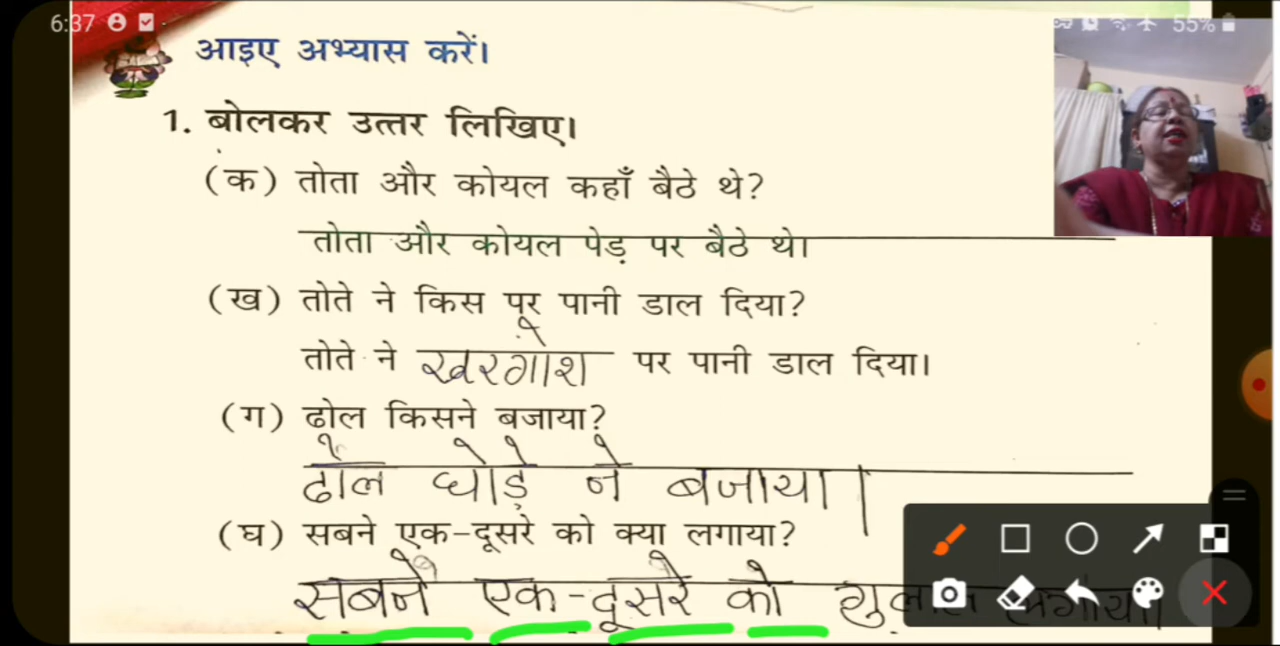 6:37
55%
आइए अभ्यास करें।
1. बोलकर उत्तर लिखिए।
(क) तोता और कोयल कहाँ बैठे थे?
तोता और कोयल पेड़ पर बैठे थे।
(ख) तोते ने किस पर पानी डाल दिया?
तोते ने खरगोश पर पानी डाल दिया।
(ग) ढोल किसने बजाया?
ढोल घोड़े ने बजाया।
(घ) सबने एक-दूसरे को क्या लगाया?
सबने एक-दूसरे को